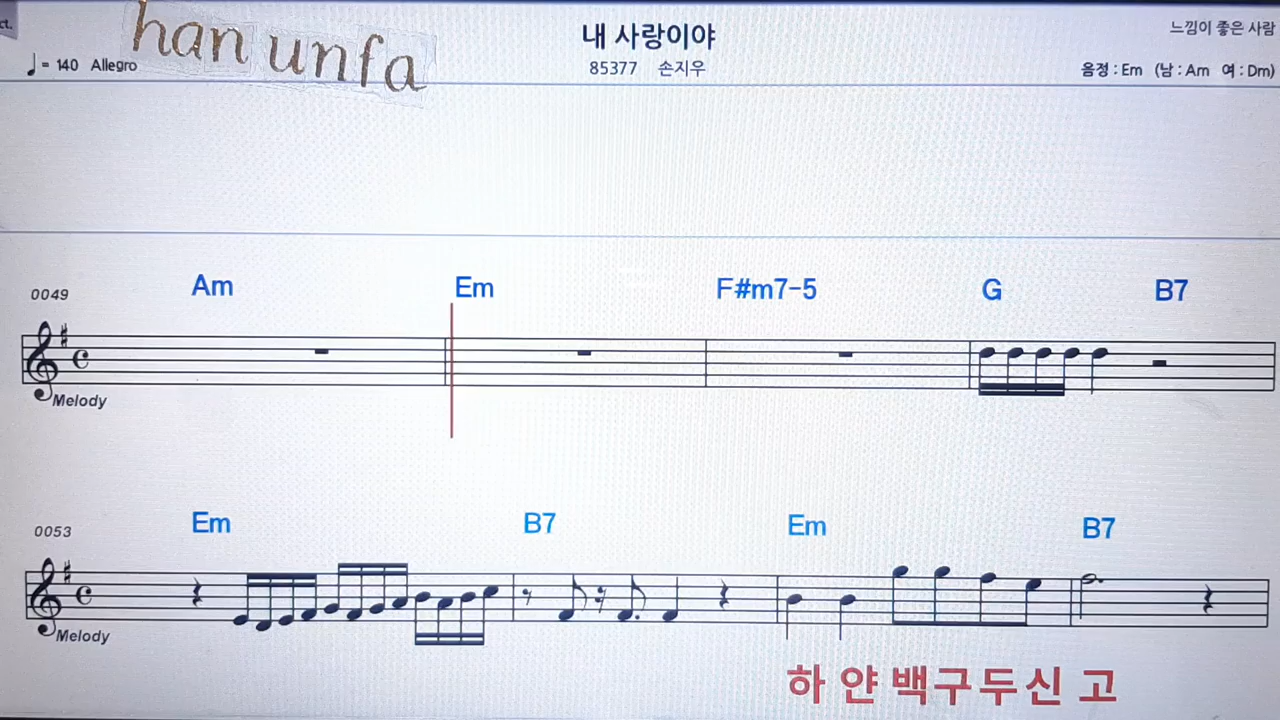 ct.
han unfa
내 사랑이야
느낌이 좋은 사람
♩= 140 Allegro
85377 손지우
음정 : Em (남 : Am 여 : Dm)
Am Em F#m7-5 G B7
0049
Melody
Em B7 Em B7
0053
Melody
하 얀 백구두신 고